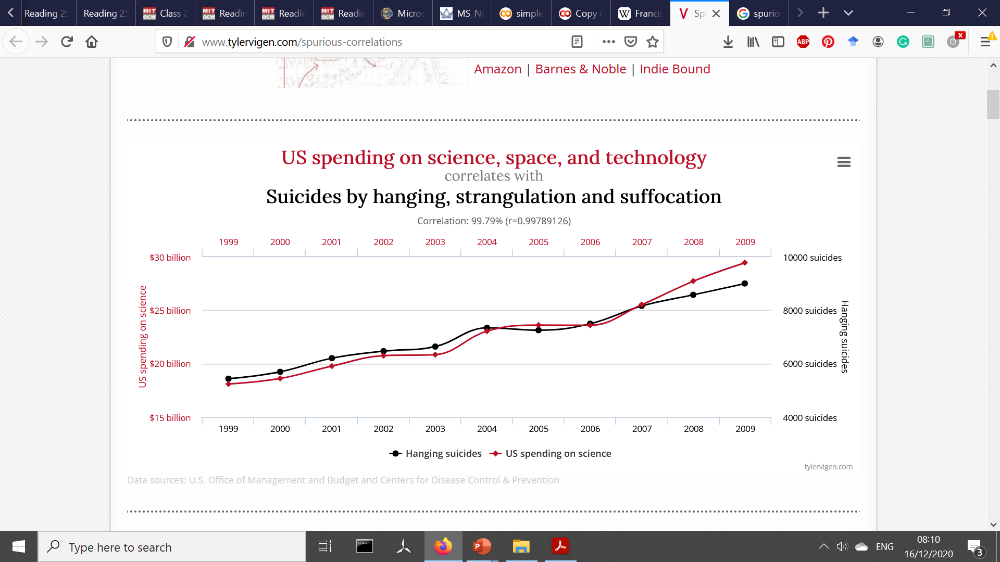 Reading 25
Reading 2
Class 2
Readin
Readin
Readin
Micros
MS_N
simple
Copy
Francis
Sp
spurio
www.tylervigen.com/spurious-correlations
ABP
x
Amazon | Barnes & Noble | Indie Bound
US spending on science, space, and technology
correlates with
Suicides by hanging, strangulation and suffocation
Correlation: 99.79% (r=0.99789126)
1999 2000 2001 2002 2003 2004 2005 2006 2007 2008 2009
$30 billion
$25 billion
$20 billion
$15 billion
US spending on science
10000 suicides
8000 suicides
6000 suicides
4000 suicides
Hanging suicides
1999 2000 2001 2002 2003 2004 2005 2006 2007 2008 2009
Hanging suicides US spending on science
tylervigen.com
Data sources: U.S. Office of Management and Budget and Centers for Disease Control & Prevention
Type here to search
ENG
08:10
16/12/2020
3